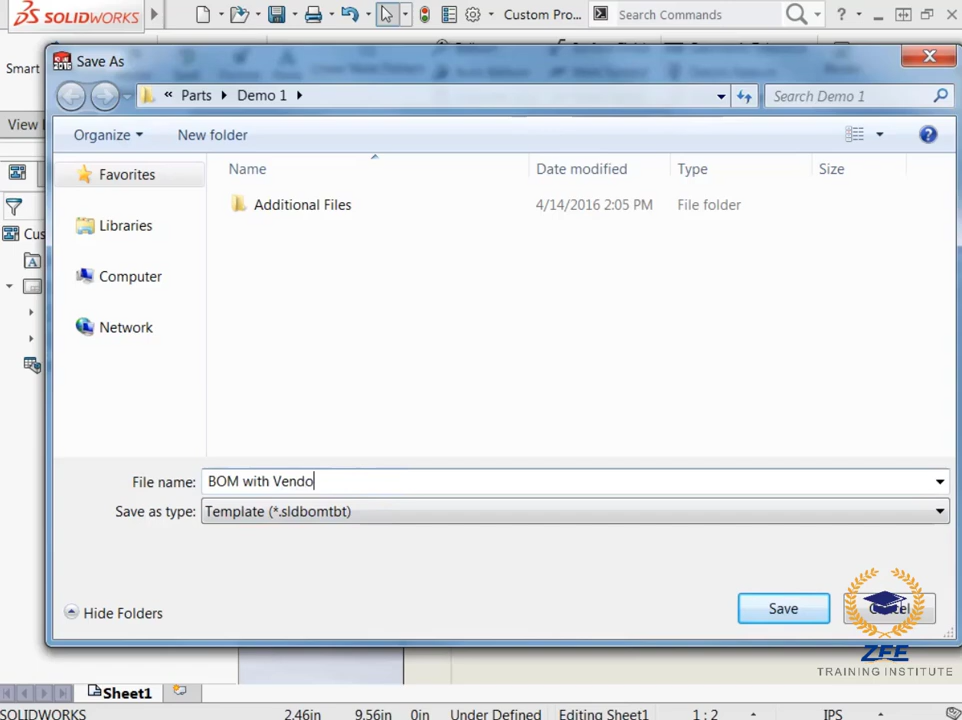 SOLIDWORKS
Custom Pro...
Search Commands
?
Smart
View
Cus
2015
Save As
« Parts Demo 1
Search Demo 1
Organize
New folder
Favorites
Libraries
Computer
Network
Name
Date modified
Type
Size
Additional Files
4/14/2016 2:05 PM
File folder
File name:
BOM with Vendo
Save as type:
Template (*.sldbomtbt)
Hide Folders
Save
ZFE
TRAINING INSTITUTE
Sheet1
SOLIDWORKS
2.46in
9.56in
0in
Under Defined
Editing Sheet1
1 : 2
IPS